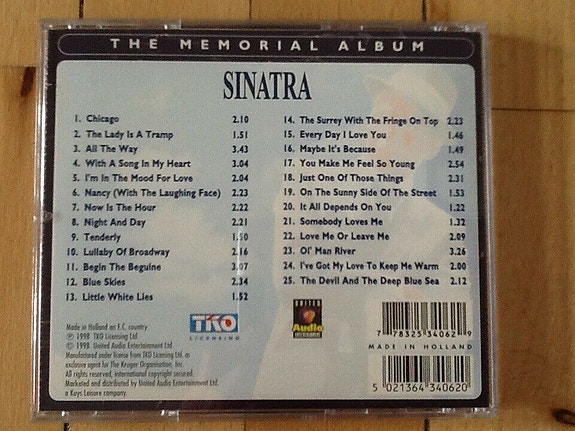 THE MEMORIAL ALBUM
SINATRA
1. Chicago 2.10
2. The Lady Is A Tramp 1.51
3. All The Way 3.43
4. With A Song In My Heart 3.04
5. I'm In The Mood For Love 2.04
6. Nancy (With The Laughing Face) 2.23
7. Now Is The Hour 2.22
8. Night And Day 2.21
9. Tenderly 1.50
10. Lullaby Of Broadway 2.16
11. Begin The Beguine 3.07
12. Blue Skies 2.34
13. Little White Lies 1.52
14. The Surrey With The Fringe On Top 2.23
15. Every Day I Love You 1.46
16. Maybe It's Because 1.49
17. You Make Me Feel So Young 2.54
18. Just One Of Those Things 2.31
19. On The Sunny Side Of The Street 1.53
20. It All Depends On You 1.22
21. Somebody Loves Me 1.32
22. Love Me Or Leave Me 2.09
23. Ol' Man River 3.26
24. I've Got My Love To Keep Me Warm 2.00
25. The Devil And The Deep Blue Sea 2.12
Made in Holland as E.C. country
℗ 1998 TKO Licensing Ltd.
© 1998 United Audio Entertainment Ltd.
Manufactured under license from TKO Licensing Ltd. as
exclusive agent for The Kruger Organisation, Inc.
All rights reserved, international copyright secured.
Marketed and distributed by United Audio Entertainment Ltd.
a Kays Leisure company.
TKO
LICENSING
UNITED
Audio
ENTERTAINMENT
7 78325 34062 9
MADE IN HOLLAND
5 021364 340620